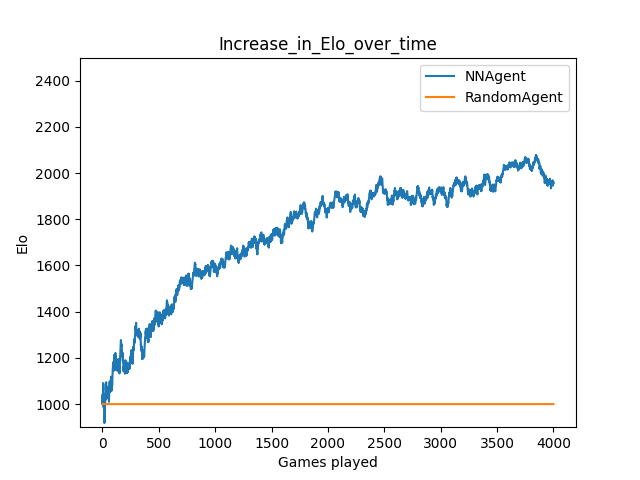 Increase_in_Elo_over_time
NNAgent
RandomAgent
2400
2200
2000
1800
1600
1400
1200
1000
Elo
0 500 1000 1500 2000 2500 3000 3500 4000
Games played